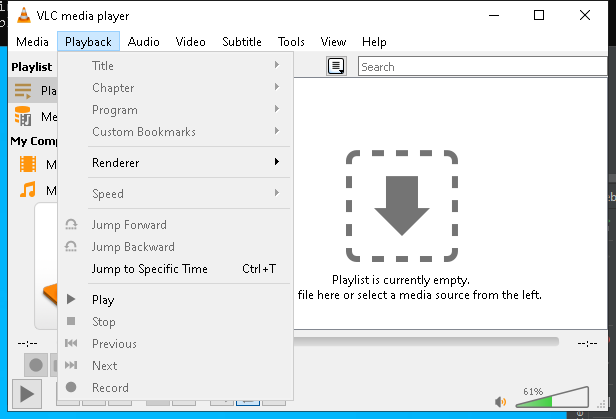 VLC media player
Media Playback Audio Video Subtitle Tools View Help
Playlist
Search
Pla
Me
My Comp
M
M
Title
Chapter
Program
Custom Bookmarks
Renderer
Speed
Jump Forward
Jump Backward
Jump to Specific Time Ctrl+T
Play
Stop
Previous
Next
Record
Playlist is currently empty.
file here or select a media source from the left.
--:-- --:--
61%